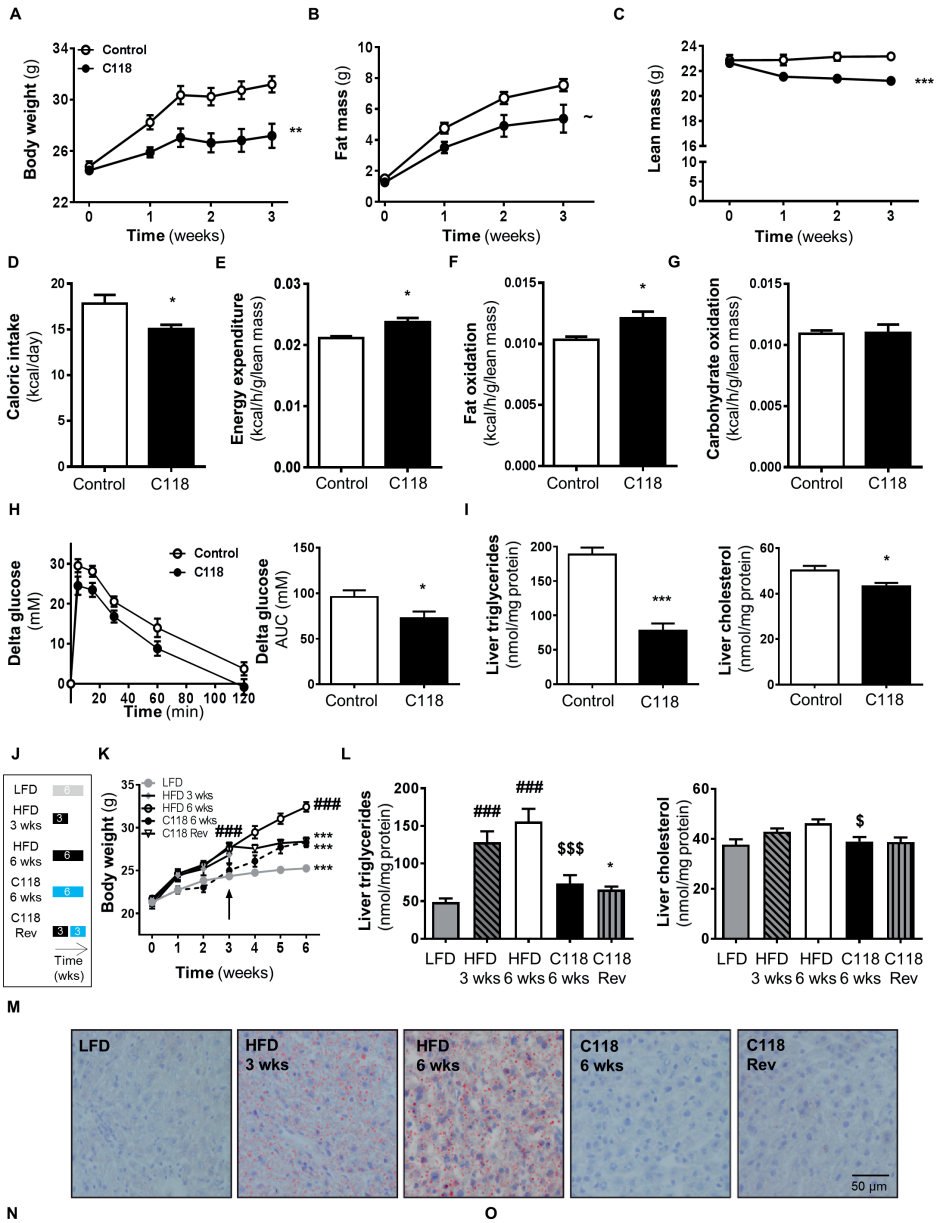 A
Body weight (g)
34
30
26
22
Control
C118
**
0
1
2
3
Time (weeks)
B
Fat mass (g)
10
8
6
4
2
0
~
0
1
2
3
Time (weeks)
C
Lean mass (g)
24
22
20
18
16
10
5
0
***
0
1
2
3
Time (weeks)
D
Caloric intake
(kcal/day)
20
15
10
5
0
*
Control
C118
E
Energy expenditure
(kcal/h/g/lean mass)
0.03
0.02
0.01
0.00
*
Control
C118
F
Fat oxidation
(kcal/h/g/lean mass)
0.015
0.010
0.005
0.000
*
Control
C118
G
Carbohydrate oxidation
(kcal/h/g/lean mass)
0.015
0.010
0.005
0.000
Control
C118
H
Delta glucose
(mM)
30
20
10
0
Control
C118
20
40
60
80
100
120
Time (min)
Delta glucose
AUC (mM)
150
100
50
0
*
Control
C118
I
Liver triglycerides
(nmol/mg protein)
200
150
100
50
0
***
Control
C118
Liver cholesterol
(nmol/mg protein)
60
40
20
0
*
Control
C118
J
LFD
6
HFD
3 wks
3
HFD
6 wks
6
C118
6 wks
6
C118
Rev
3
3
Time
(wks)
K
Body weight (g)
35
30
25
20
LFD
HFD 3 wks
HFD 6 wks
C118 6 wks
C118 Rev
###
###
***
***
***
0
1
2
3
4
5
6
Time (weeks)
L
Liver triglycerides
(nmol/mg protein)
200
150
100
50
0
###
###
$$$
*
LFD
HFD
3 wks
HFD
6 wks
C118
6 wks
C118
Rev
Liver cholesterol
(nmol/mg protein)
60
40
20
0
$
LFD
HFD
3 wks
HFD
6 wks
C118
6 wks
C118
Rev
M
LFD
HFD
3 wks
HFD
6 wks
C118
6 wks
C118
Rev
50 µm
N
O